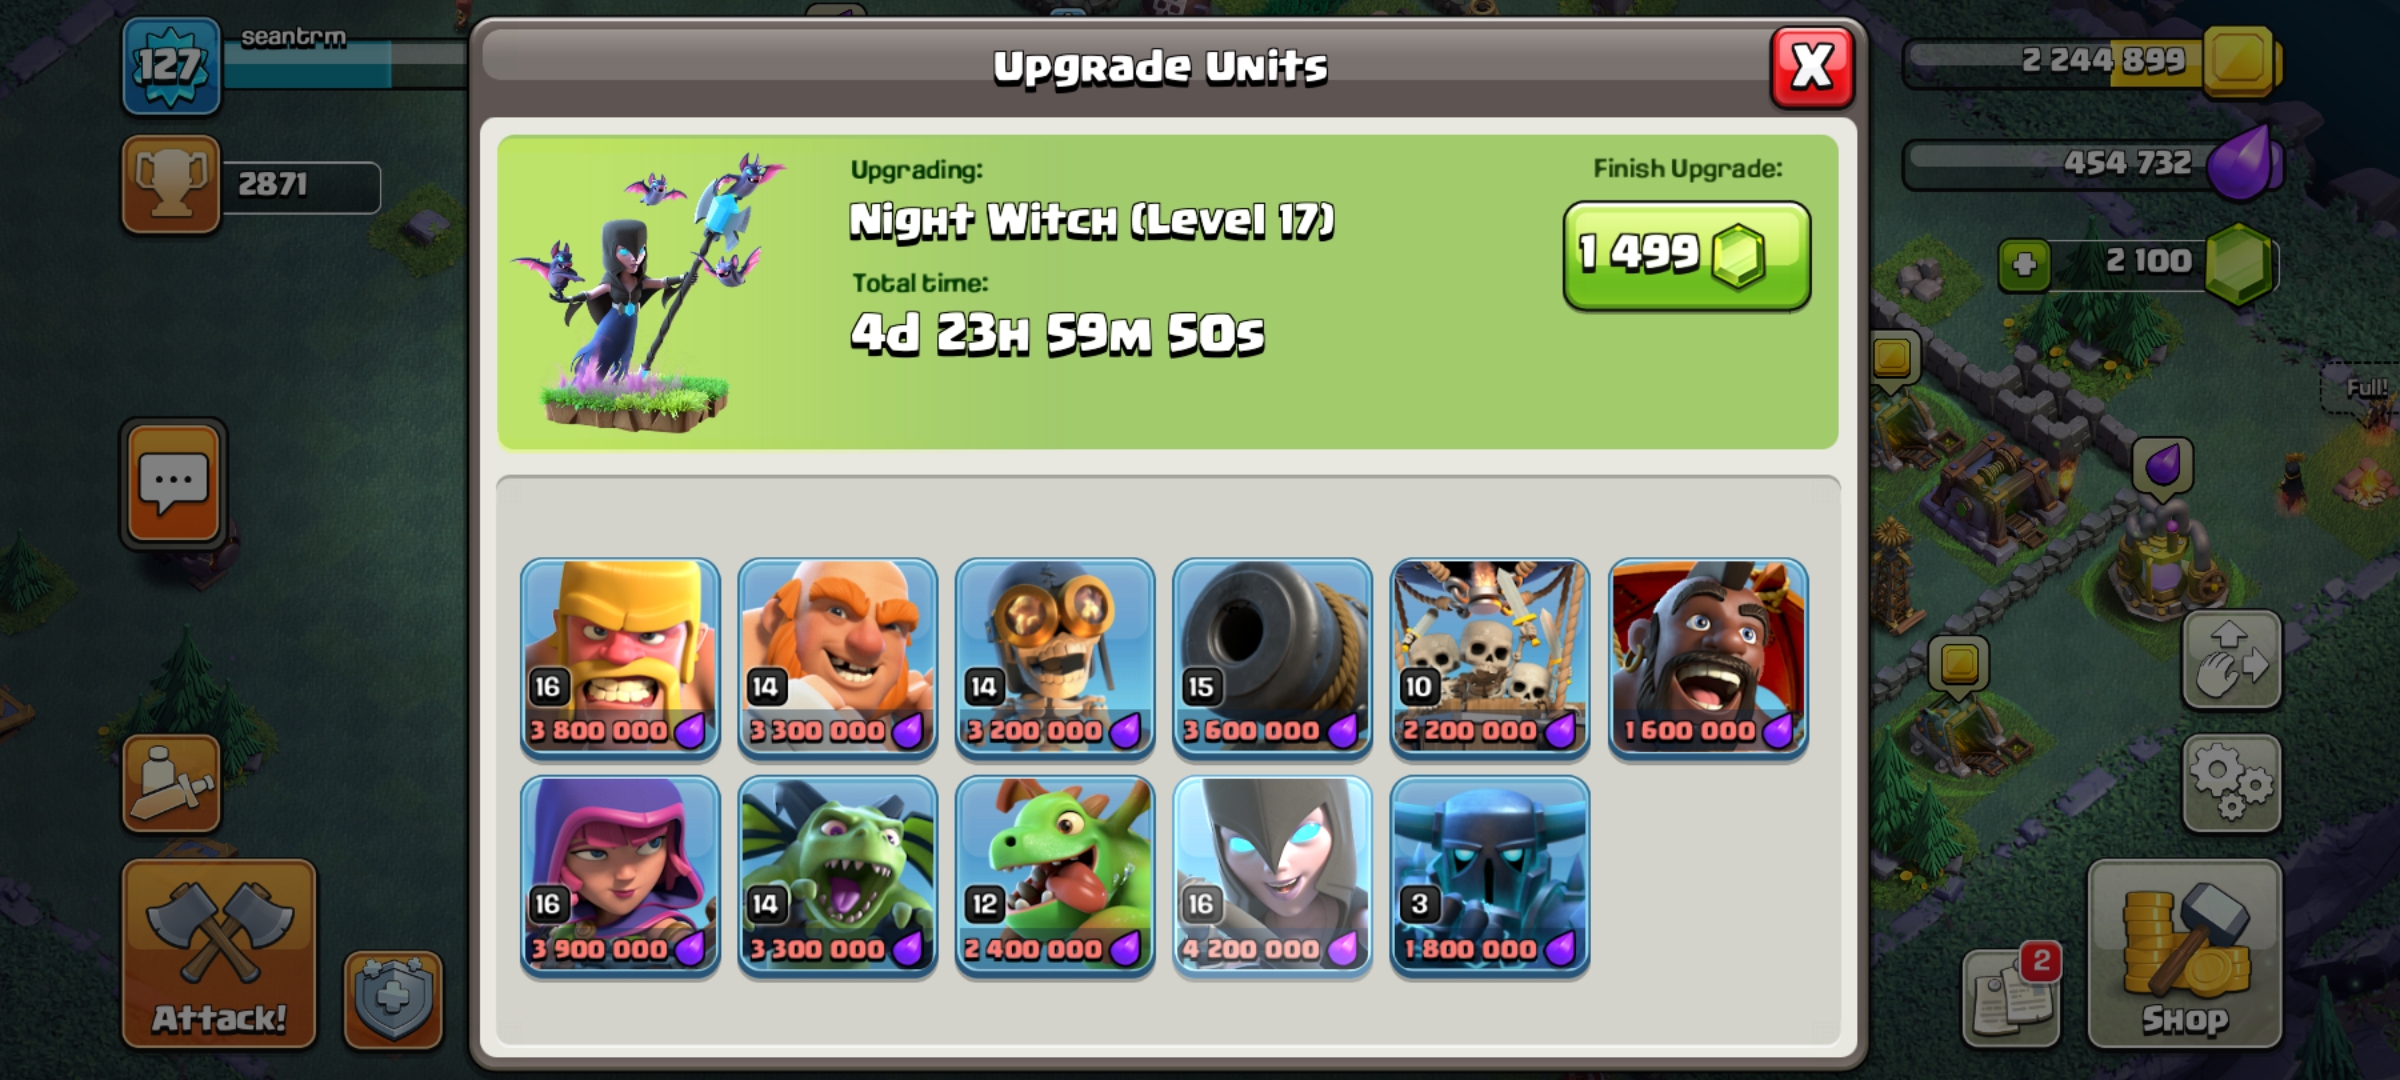 127
seantrm
2871
Attack!
Upgrade Units
X
Upgrading:
Night Witch (Level 17)
Total time:
4d 23H 59M 50s
Finish Upgrade:
1 499
16
3 800 000
14
3 300 000
14
3 200 000
15
3 600 000
10
2 200 000
1 600 000
16
3 900 000
14
3 300 000
12
2 400 000
16
4 200 000
3
1 800 000
2 244 899
454 732
2 100
Full!
2
Shop